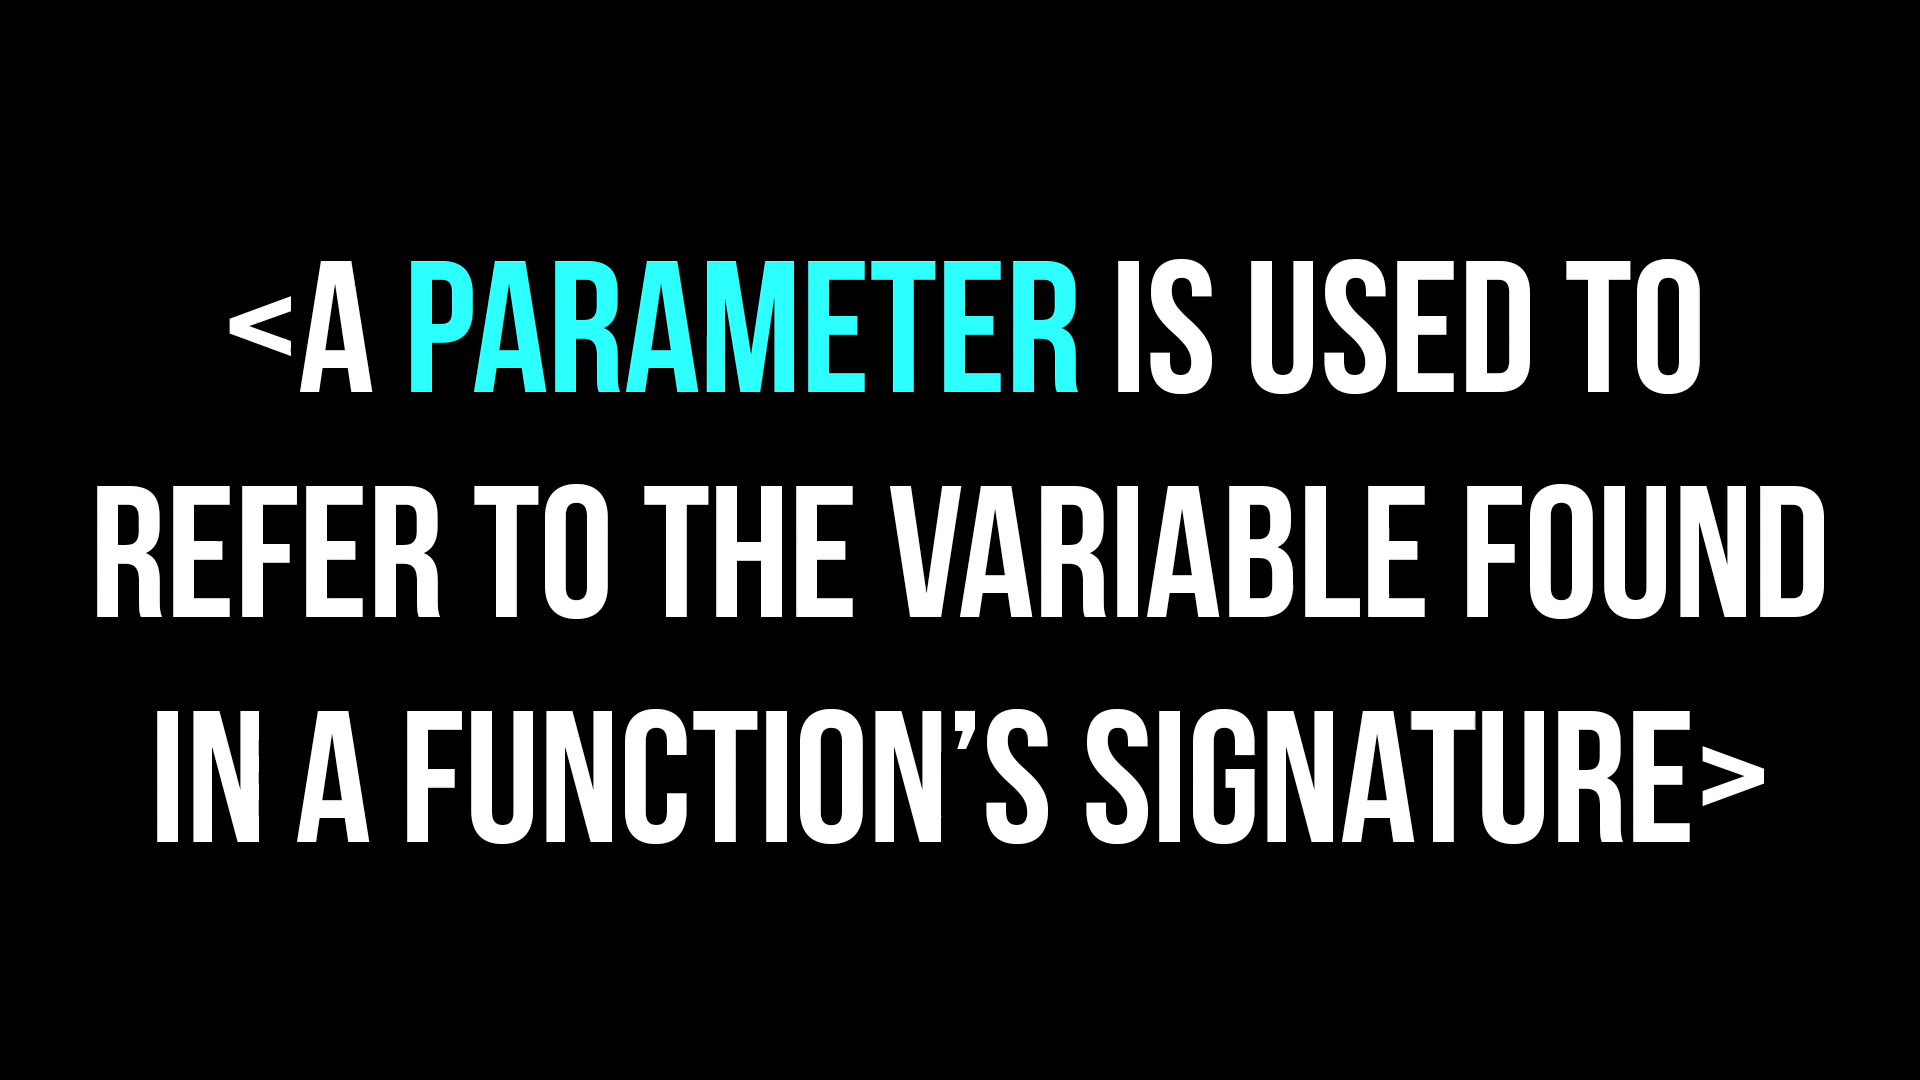 <A PARAMETER IS USED TO
REFER TO THE VARIABLE FOUND
IN A FUNCTION’S SIGNATURE>